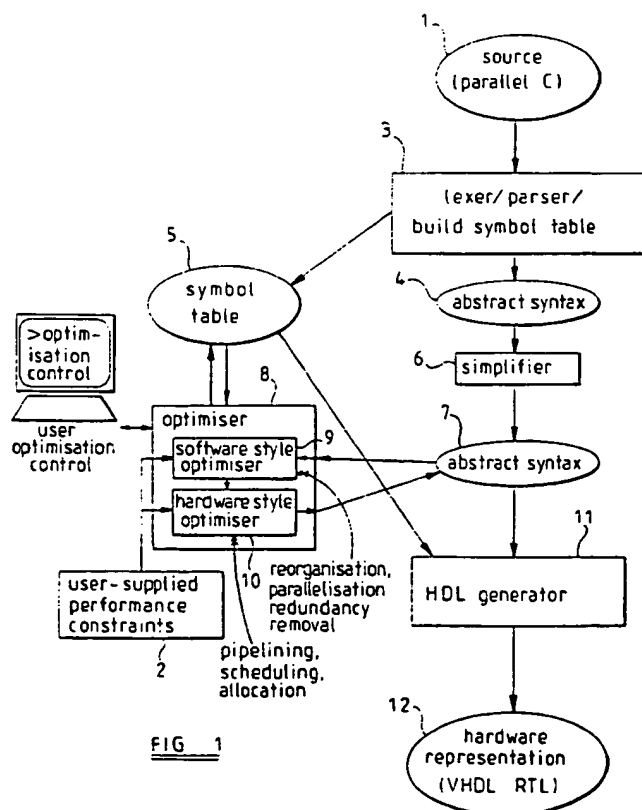 1
source
(parallel C)
3
lexer/parser/
build symbol table
5
symbol
table
4
abstract syntax
6
simplifier
>optim-
isation
control
user
optimisation
control
8
optimiser
9
software style
optimiser
hardware style
optimiser
10
7
abstract syntax
reorganisation,
parallelisation
redundancy
removal
pipelining,
scheduling,
allocation
user-supplied
performance
constraints
2
11
HDL generator
12
hardware
representation
(VHDL RTL)
FIG 1